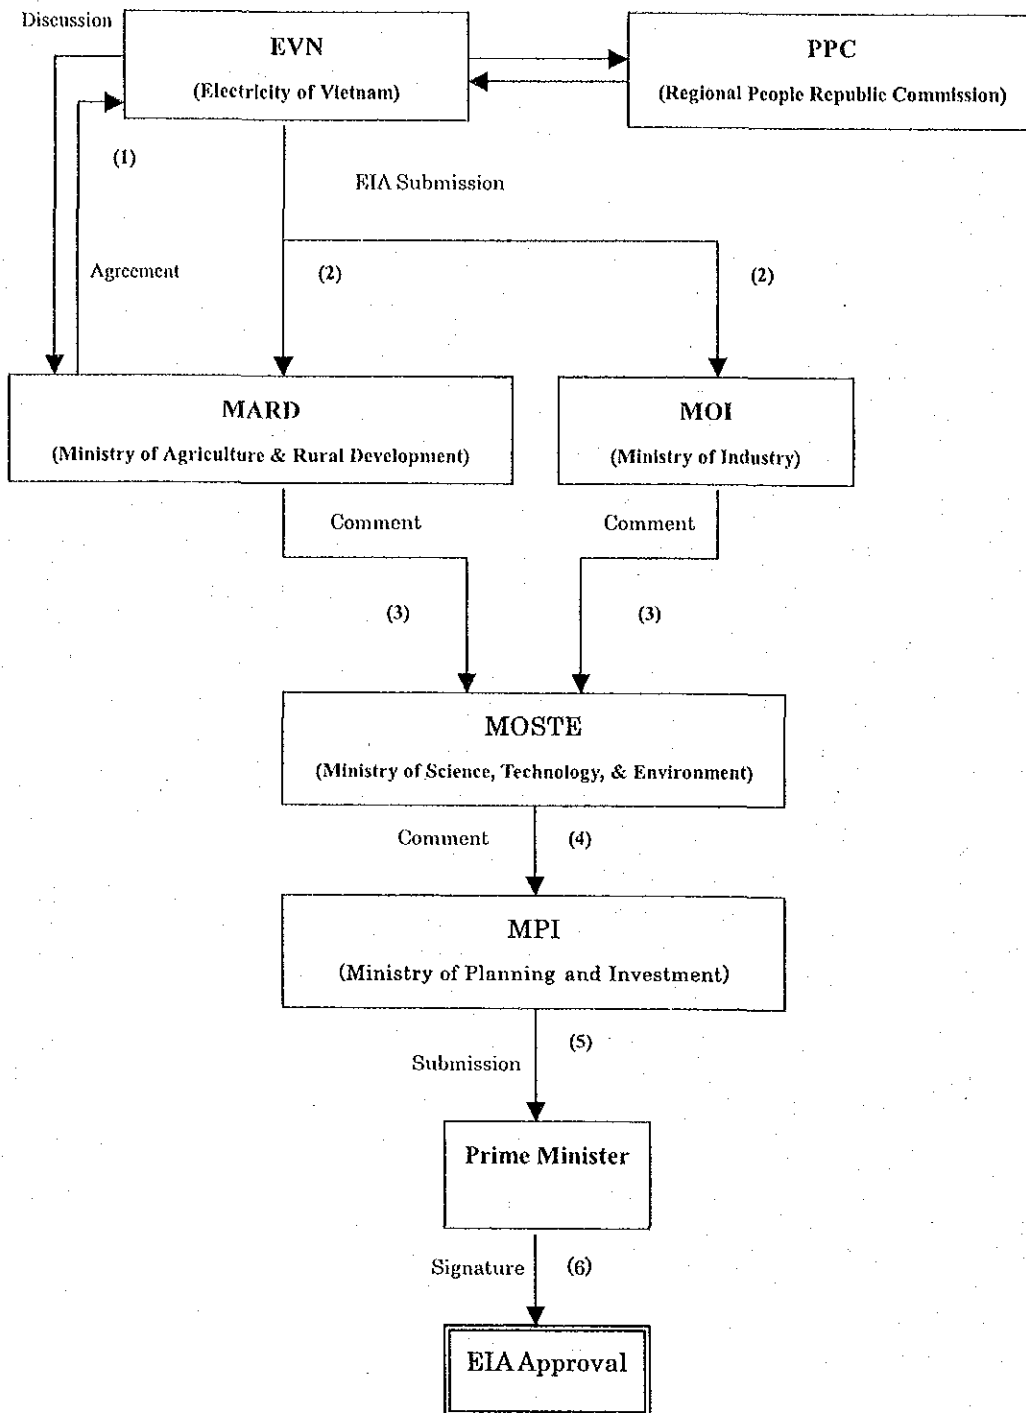 Discussion
EVN
(Electricity of Vietnam)
PPC
(Regional People Republic Commission)
(1)
EIA Submission
Agreement
(2)
(2)
MARD
(Ministry of Agriculture & Rural Development)
MOI
(Ministry of Industry)
Comment
Comment
(3)
(3)
MOSTE
(Ministry of Science, Technology, & Environment)
Comment
(4)
MPI
(Ministry of Planning and Investment)
(5)
Submission
Prime Minister
Signature
(6)
EIA Approval